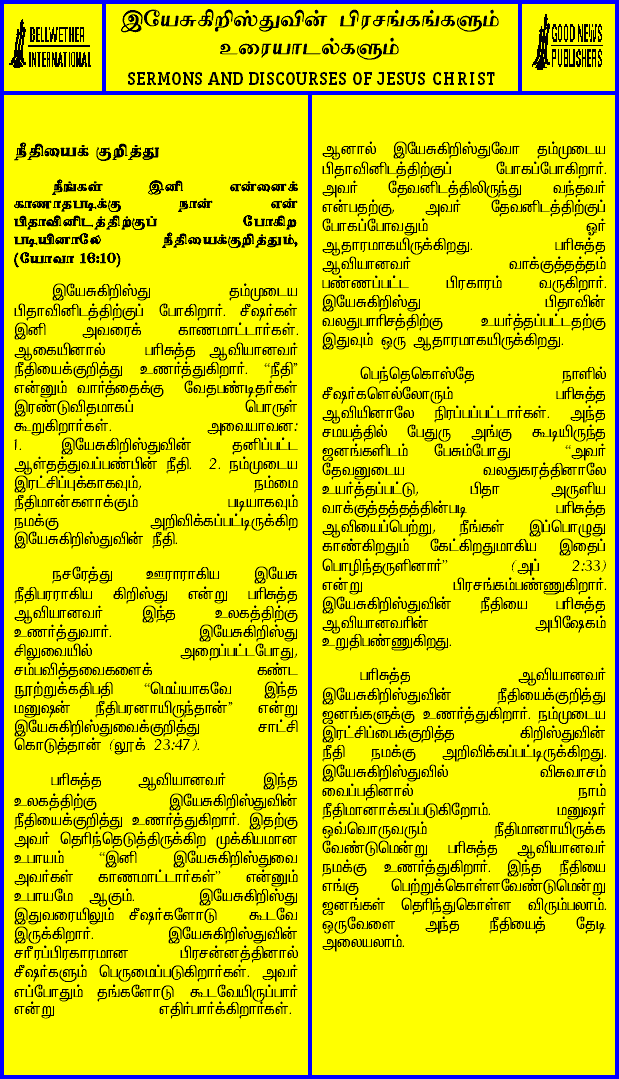 BELLWETHER
INTERNATIONAL
இயேசுகிறிஸ்துவின் பிரசங்கங்களும்
உரையாடல்களும்
SERMONS AND DISCOURSES OF JESUS CHRIST
GOOD NEWS
PUBLISHERS
நீதியைக் குறித்து
நீங்கள் இனி என்னைக்
காணாதபடிக்கு நான் என்
பிதாவினிடத்திற்குப் போகிற
படியினாலே நீதியைக்குறித்தும்,
(யோவா 16:10)
இயேசுகிறிஸ்து தம்முடைய
பிதாவினிடத்திற்குப் போகிறார். சீஷர்கள்
இனி அவரைக் காணமாட்டார்கள்.
ஆகையினால் பரிசுத்த ஆவியானவர்
நீதியைக்குறித்து உணர்த்துகிறார். “நீதி”
என்னும் வார்த்தைக்கு வேதபண்டிதர்கள்
இரண்டுவிதமாகப் பொருள்
கூறுகிறார்கள். அவையாவன:
1. இயேசுகிறிஸ்துவின் தனிப்பட்ட
ஆள்தத்துவப்பண்பின் நீதி. 2. நம்முடைய
இரட்சிப்புக்காகவும், நம்மை
நீதிமான்களாக்கும் படியாகவும்
நமக்கு அறிவிக்கப்பட்டிருக்கிற
இயேசுகிறிஸ்துவின் நீதி.
நசரேத்து ஊராராகிய இயேசு
நீதிபரராகிய கிறிஸ்து என்று பரிசுத்த
ஆவியானவர் இந்த உலகத்திற்கு
உணர்த்துவார். இயேசுகிறிஸ்து
சிலுவையில் அறைப்பட்டபோது,
சம்பவித்தவைகளைக் கண்ட
நூற்றுக்கதிபதி “மெய்யாகவே இந்த
மனுஷன் நீதிபரனாயிருந்தான்” என்று
இயேசுகிறிஸ்துவைக்குறித்து சாட்சி
கொடுத்தான் (லூக் 23:47).
பரிசுத்த ஆவியானவர் இந்த
உலகத்திற்கு இயேசுகிறிஸ்துவின்
நீதியைக்குறித்து உணர்த்துகிறார். இதற்கு
அவர் தெரிந்தெடுத்திருக்கிற முக்கியமான
உபாயம் “இனி இயேசுகிறிஸ்துவை
அவர்கள் காணமாட்டார்கள்” என்னும்
உபாயமே ஆகும். இயேசுகிறிஸ்து
இதுவரையிலும் சீஷர்களோடு கூடவே
இருக்கிறார். இயேசுகிறிஸ்துவின்
சரீரப்பிரகாரமான பிரசன்னத்தினால்
சீஷர்களும் பெருமைப்படுகிறார்கள். அவர்
எப்போதும் தங்களோடு கூடவேயிருப்பார்
என்று எதிர்பார்க்கிறார்கள்.
ஆனால் இயேசுகிறிஸ்துவோ தம்முடைய
பிதாவினிடத்திற்குப் போகப்போகிறார்.
அவர் தேவனிடத்திலிருந்து வந்தவர்
என்பதற்கு, அவர் தேவனிடத்திற்குப்
போகப்போவதும் ஓர்
ஆதாரமாகயிருக்கிறது. பரிசுத்த
ஆவியானவர் வாக்குத்தத்தம்
பண்ணப்பட்ட பிரகாரம் வருகிறார்.
இயேசுகிறிஸ்து பிதாவின்
வலதுபாரிசத்திற்கு உயர்த்தப்பட்டதற்கு
இதுவும் ஒரு ஆதாரமாகயிருக்கிறது.
பெந்தெகொஸ்தே நாளில்
சீஷர்களெல்லோரும் பரிசுத்த
ஆவியினாலே நிரப்பப்பட்டார்கள். அந்த
சமயத்தில் பேதுரு அங்கு கூடியிருந்த
ஜனங்களிடம் பேசும்போது “அவர்
தேவனுடைய வலதுகரத்தினாலே
உயர்த்தப்பட்டு, பிதா அருளிய
வாக்குத்தத்தத்தின்படி பரிசுத்த
ஆவியைப்பெற்று, நீங்கள் இப்பொழுது
காண்கிறதும் கேட்கிறதுமாகிய இதைப்
பொழிந்தருளினார்” (அப் 2:33)
என்று பிரசங்கம்பண்ணுகிறார்.
இயேசுகிறிஸ்துவின் நீதியை பரிசுத்த
ஆவியானவரின் அபிஷேகம்
உறுதிபண்ணுகிறது.
பரிசுத்த ஆவியானவர்
இயேசுகிறிஸ்துவின் நீதியைக்குறித்து
ஜனங்களுக்கு உணர்த்துகிறார். நம்முடைய
இரட்சிப்பைக்குறித்த கிறிஸ்துவின்
நீதி நமக்கு அறிவிக்கப்பட்டிருக்கிறது.
இயேசுகிறிஸ்துவில் விசுவாசம்
வைப்பதினால் நாம்
நீதிமானாக்கப்படுகிறோம். மனுஷர்
ஒவ்வொருவரும் நீதிமானாயிருக்க
வேண்டுமென்று பரிசுத்த ஆவியானவர்
நமக்கு உணர்த்துகிறார். இந்த நீதியை
எங்கு பெற்றுக்கொள்ளவேண்டுமென்று
ஜனங்கள் தெரிந்துகொள்ள விரும்பலாம்.
ஒருவேளை அந்த நீதியைத் தேடி
அலையலாம்.